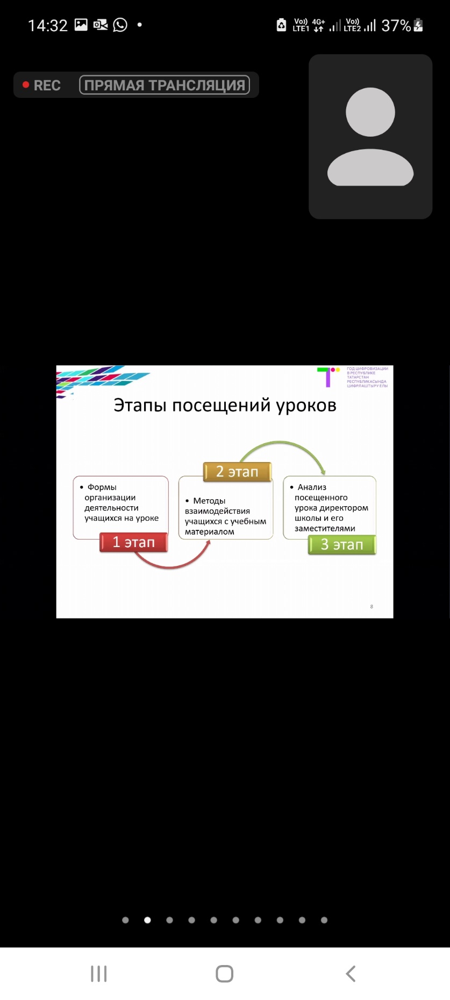 14:32
Vo)) LTE1 4G+ Vo)) LTE2 37%
REC ПРЯМАЯ ТРАНСЛЯЦИЯ
ГОД ЦИФРОВИЗАЦИИ
В РЕСПУБЛИКЕ
ТАТАРСТАН
РЕСПУБЛИКАСЫНДА
ЦИФРЛАШТЫРУ ЕЛЫ
Этапы посещений уроков
• Формы
организации
деятельности
учащихся на уроке
1 этап
2 этап
• Методы
взаимодействия
учащихся с учебным
материалом
• Анализ
посещенного
урока директором
школы и его
заместителями
3 этап
8